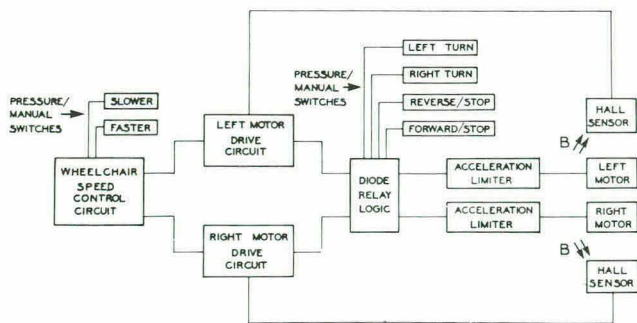 LEFT TURN
PRESSURE/
MANUAL
SWITCHES
RIGHT TURN
REVERSE/STOP
FORWARD/STOP
PRESSURE/
MANUAL
SWITCHES
SLOWER
FASTER
LEFT MOTOR
DRIVE
CIRCUIT
HALL
SENSOR
B
WHEELCHAIR
SPEED
CONTROL
CIRCUIT
DIODE
RELAY
LOGIC
ACCELERATION
LIMITER
LEFT
MOTOR
ACCELERATION
LIMITER
RIGHT
MOTOR
RIGHT MOTOR
DRIVE
CIRCUIT
B
HALL
SENSOR